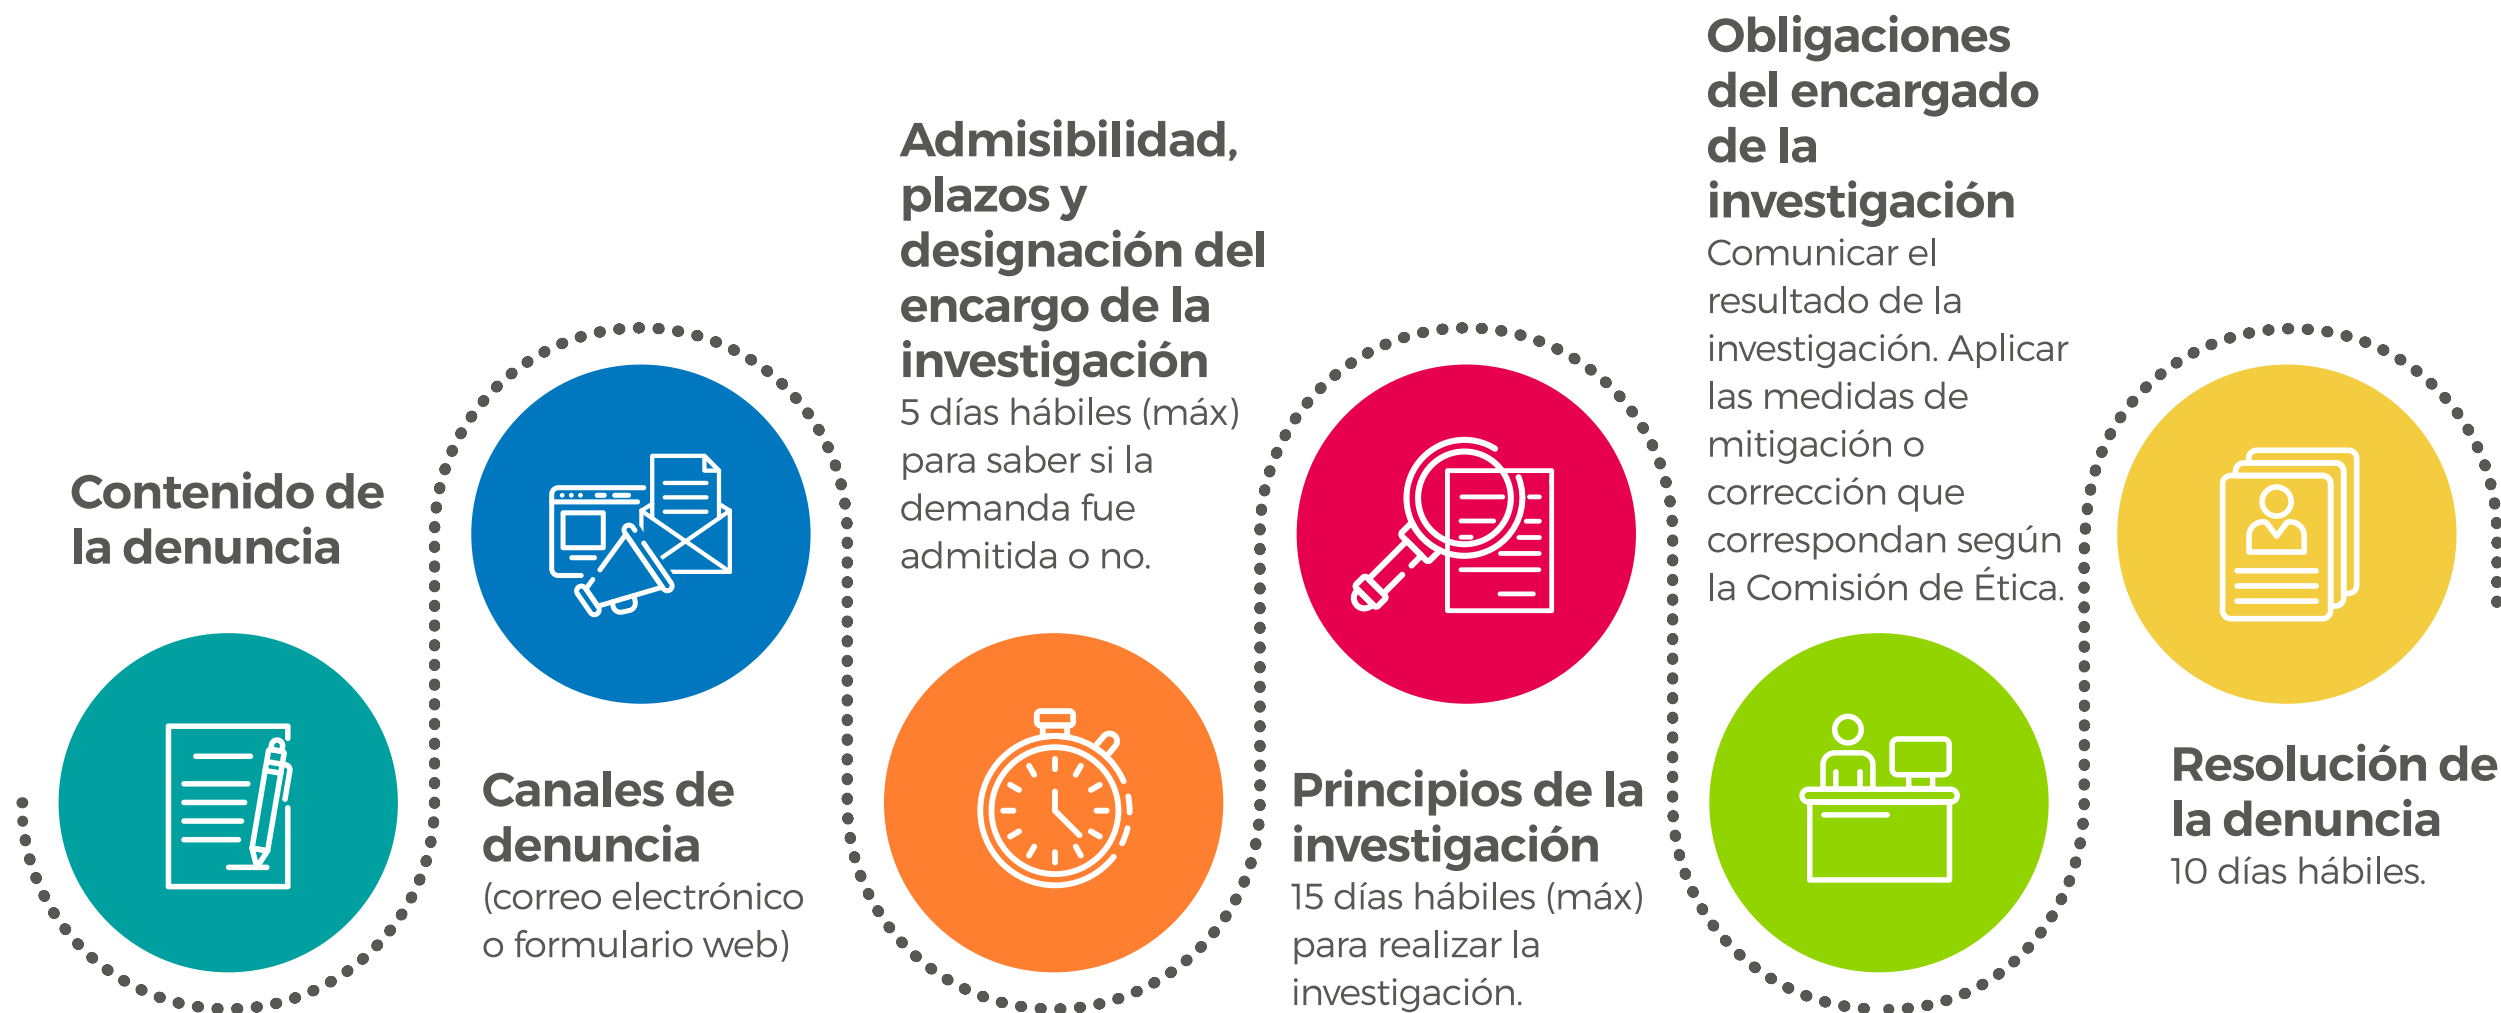 Contenido de
la denuncia
Canales de
denuncia
(correo electrónico
o formulario web)
Admisibilidad,
plazos y
designación del
encargo de la
investigación
5 días hábiles (máx)
para saber si la
demanda fue
admitida o no.
Principios de la
investigación
15 días hábiles (máx)
para realizar la
investigación.
Obligaciones
del encargado
de la
investigación
Comunicar el
resultado de la
investigación. Aplicar
las medidas de
mitigación o
corrección que
correspondan según
la Comisión de Ética.
Resolución de
la denuncia
10 días hábiles.